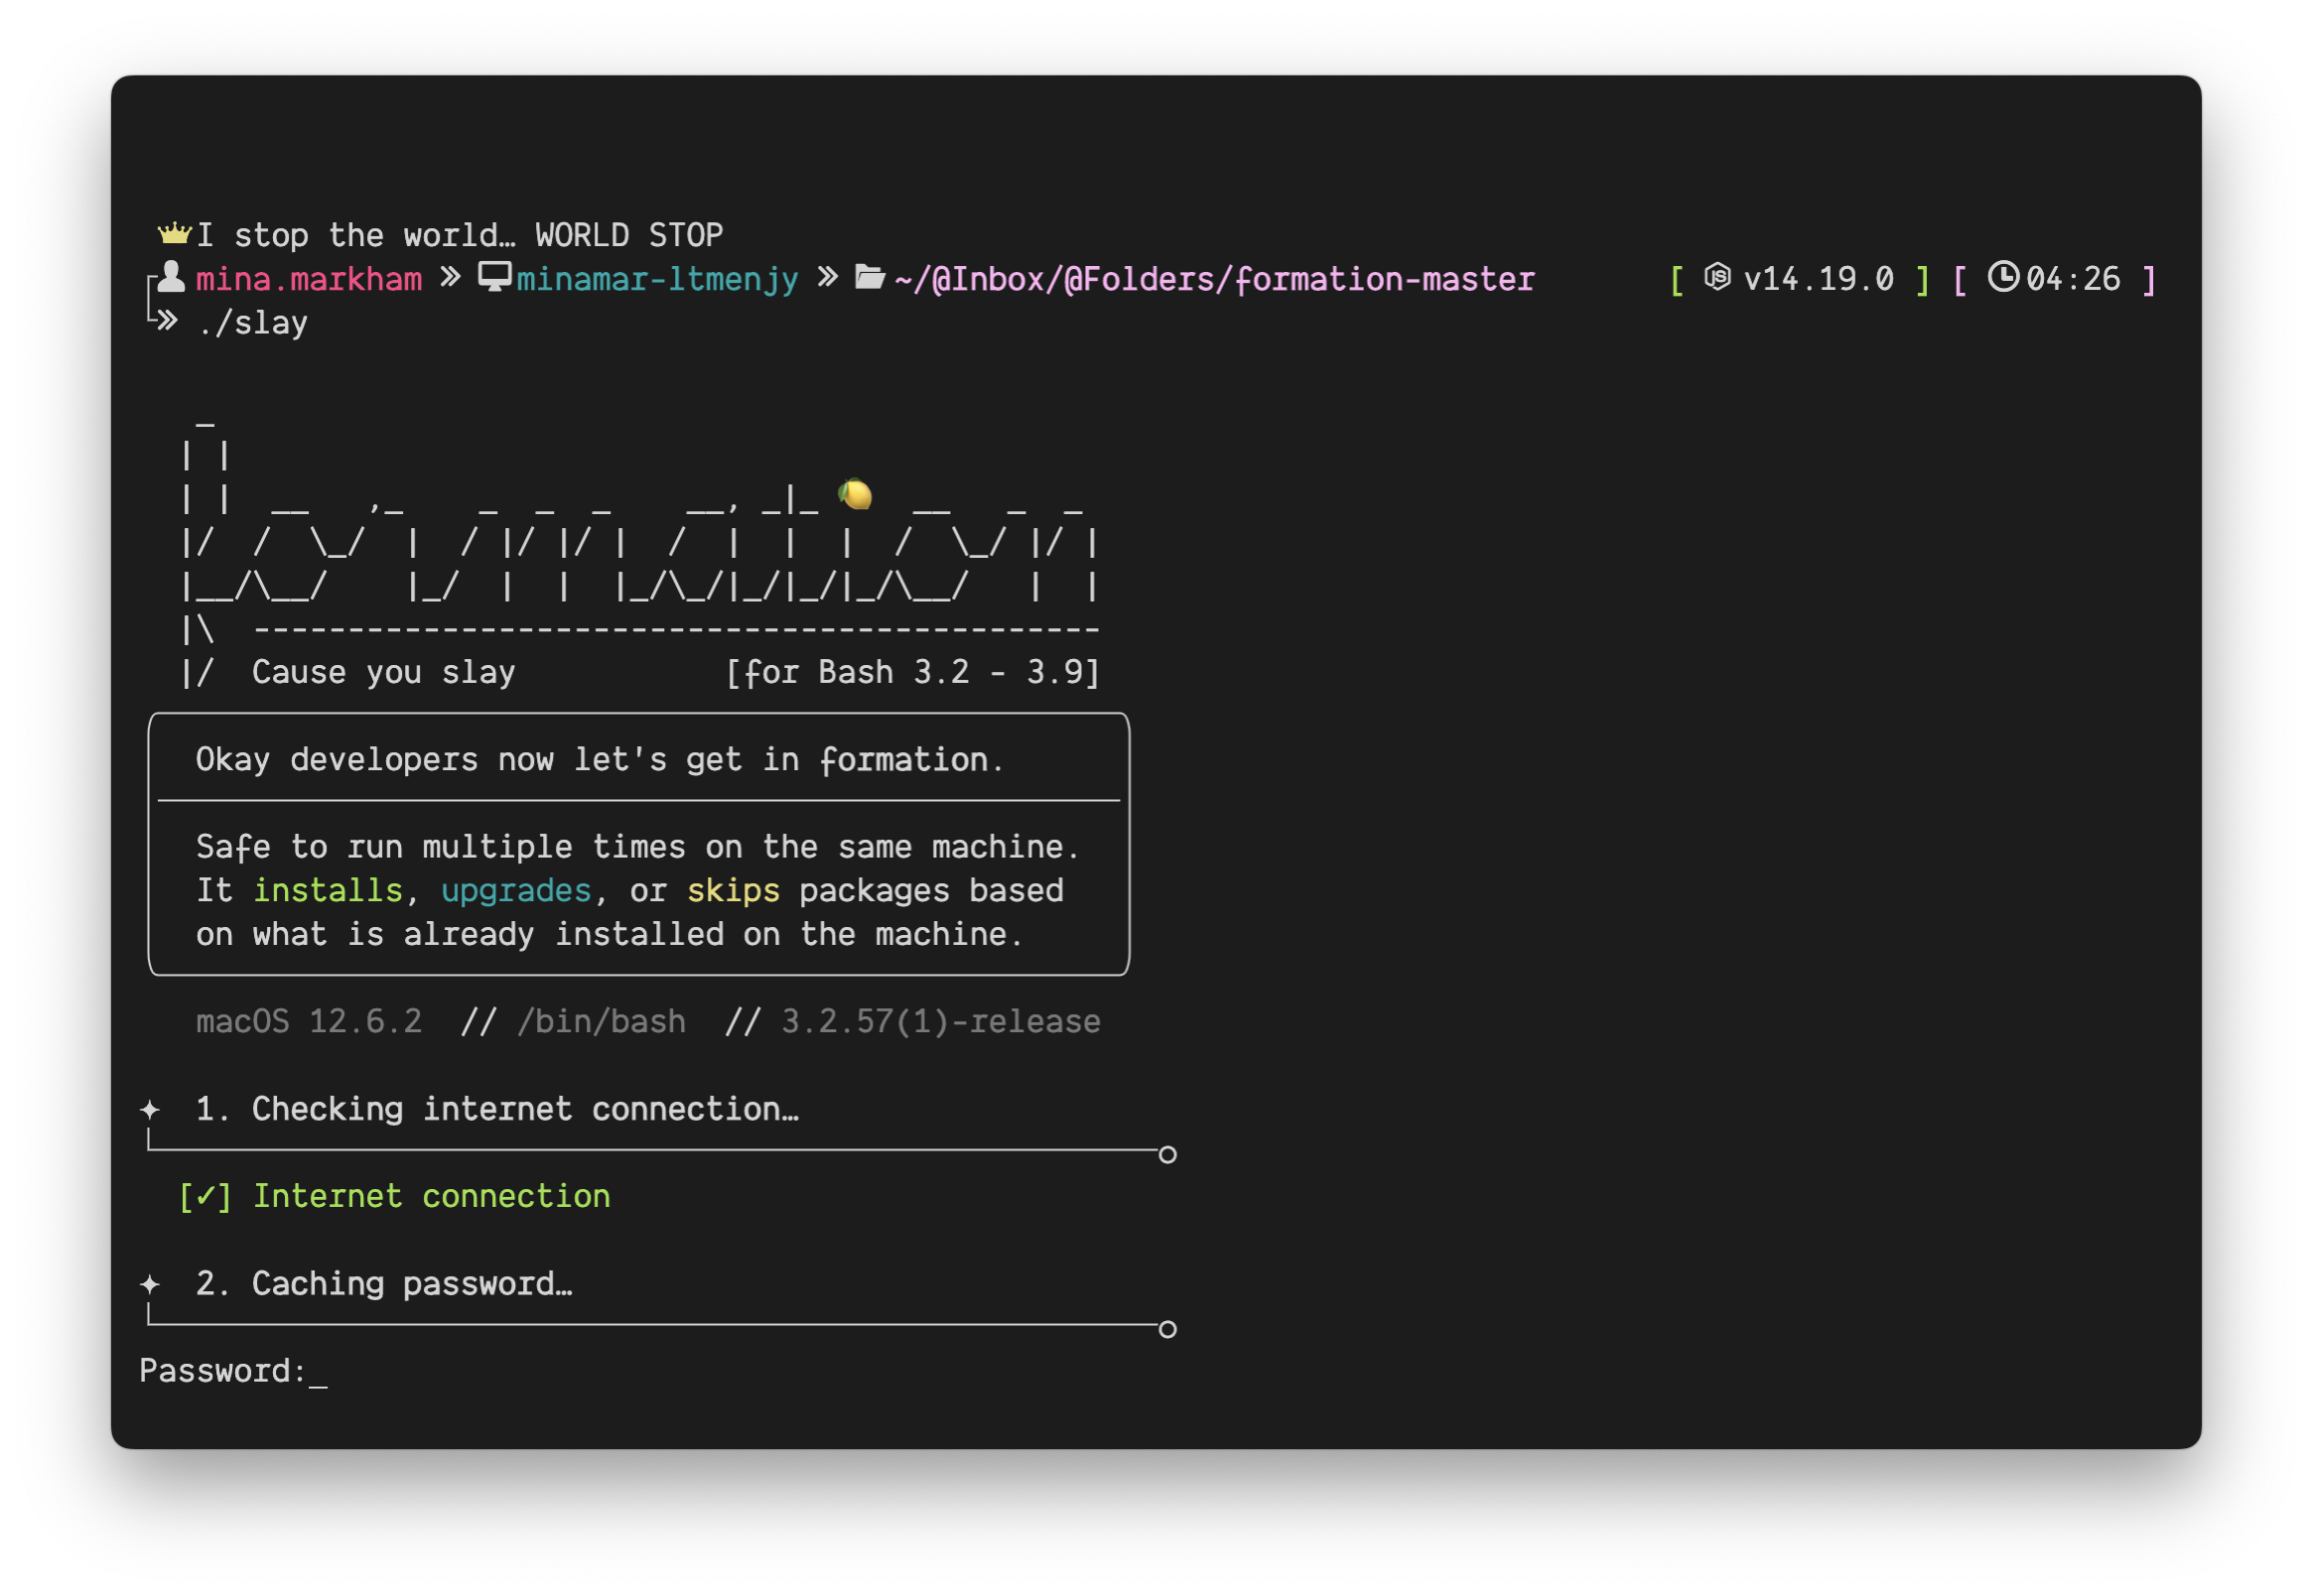 I stop the world… WORLD STOP
mina.markham » minamar-ltmenjy » ~/@Inbox/@Folders/formation-master [ JS v14.19.0 ] [ 04:26 ]
» ./slay
formation
Cause you slay [for Bash 3.2 - 3.9]
Okay developers now let's get in formation.
Safe to run multiple times on the same machine.
It installs, upgrades, or skips packages based
on what is already installed on the machine.
macOS 12.6.2 // /bin/bash // 3.2.57(1)-release
✦ 1. Checking internet connection…
[✓] Internet connection
✦ 2. Caching password…
Password:_